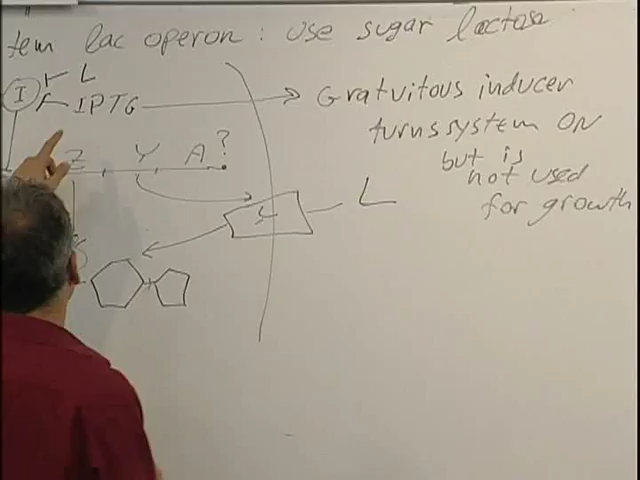 tem lac operon : use sugar lactose
L
I
IPTG
Gratuitous inducer
turns system ON
but is
not used
for growth
Z Y A ?
Y
L
+